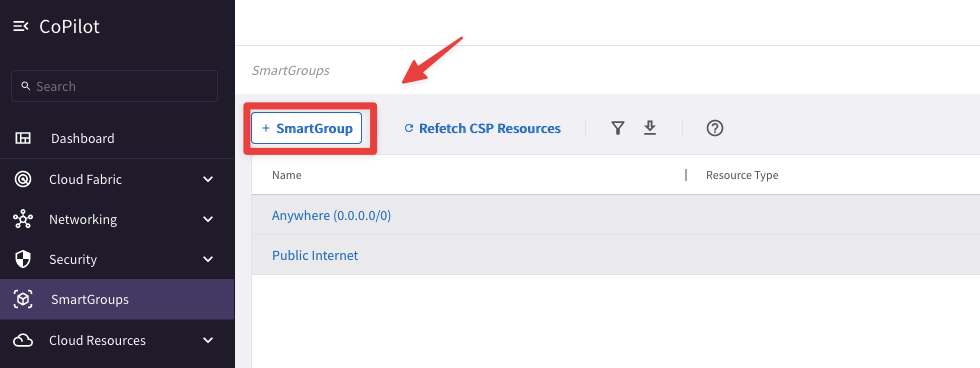 CoPilot
Search
Dashboard
Cloud Fabric
Networking
Security
SmartGroups
Cloud Resources
SmartGroups
+ SmartGroup
Refetch CSP Resources
Name
Resource Type
Anywhere (0.0.0.0/0)
Public Internet